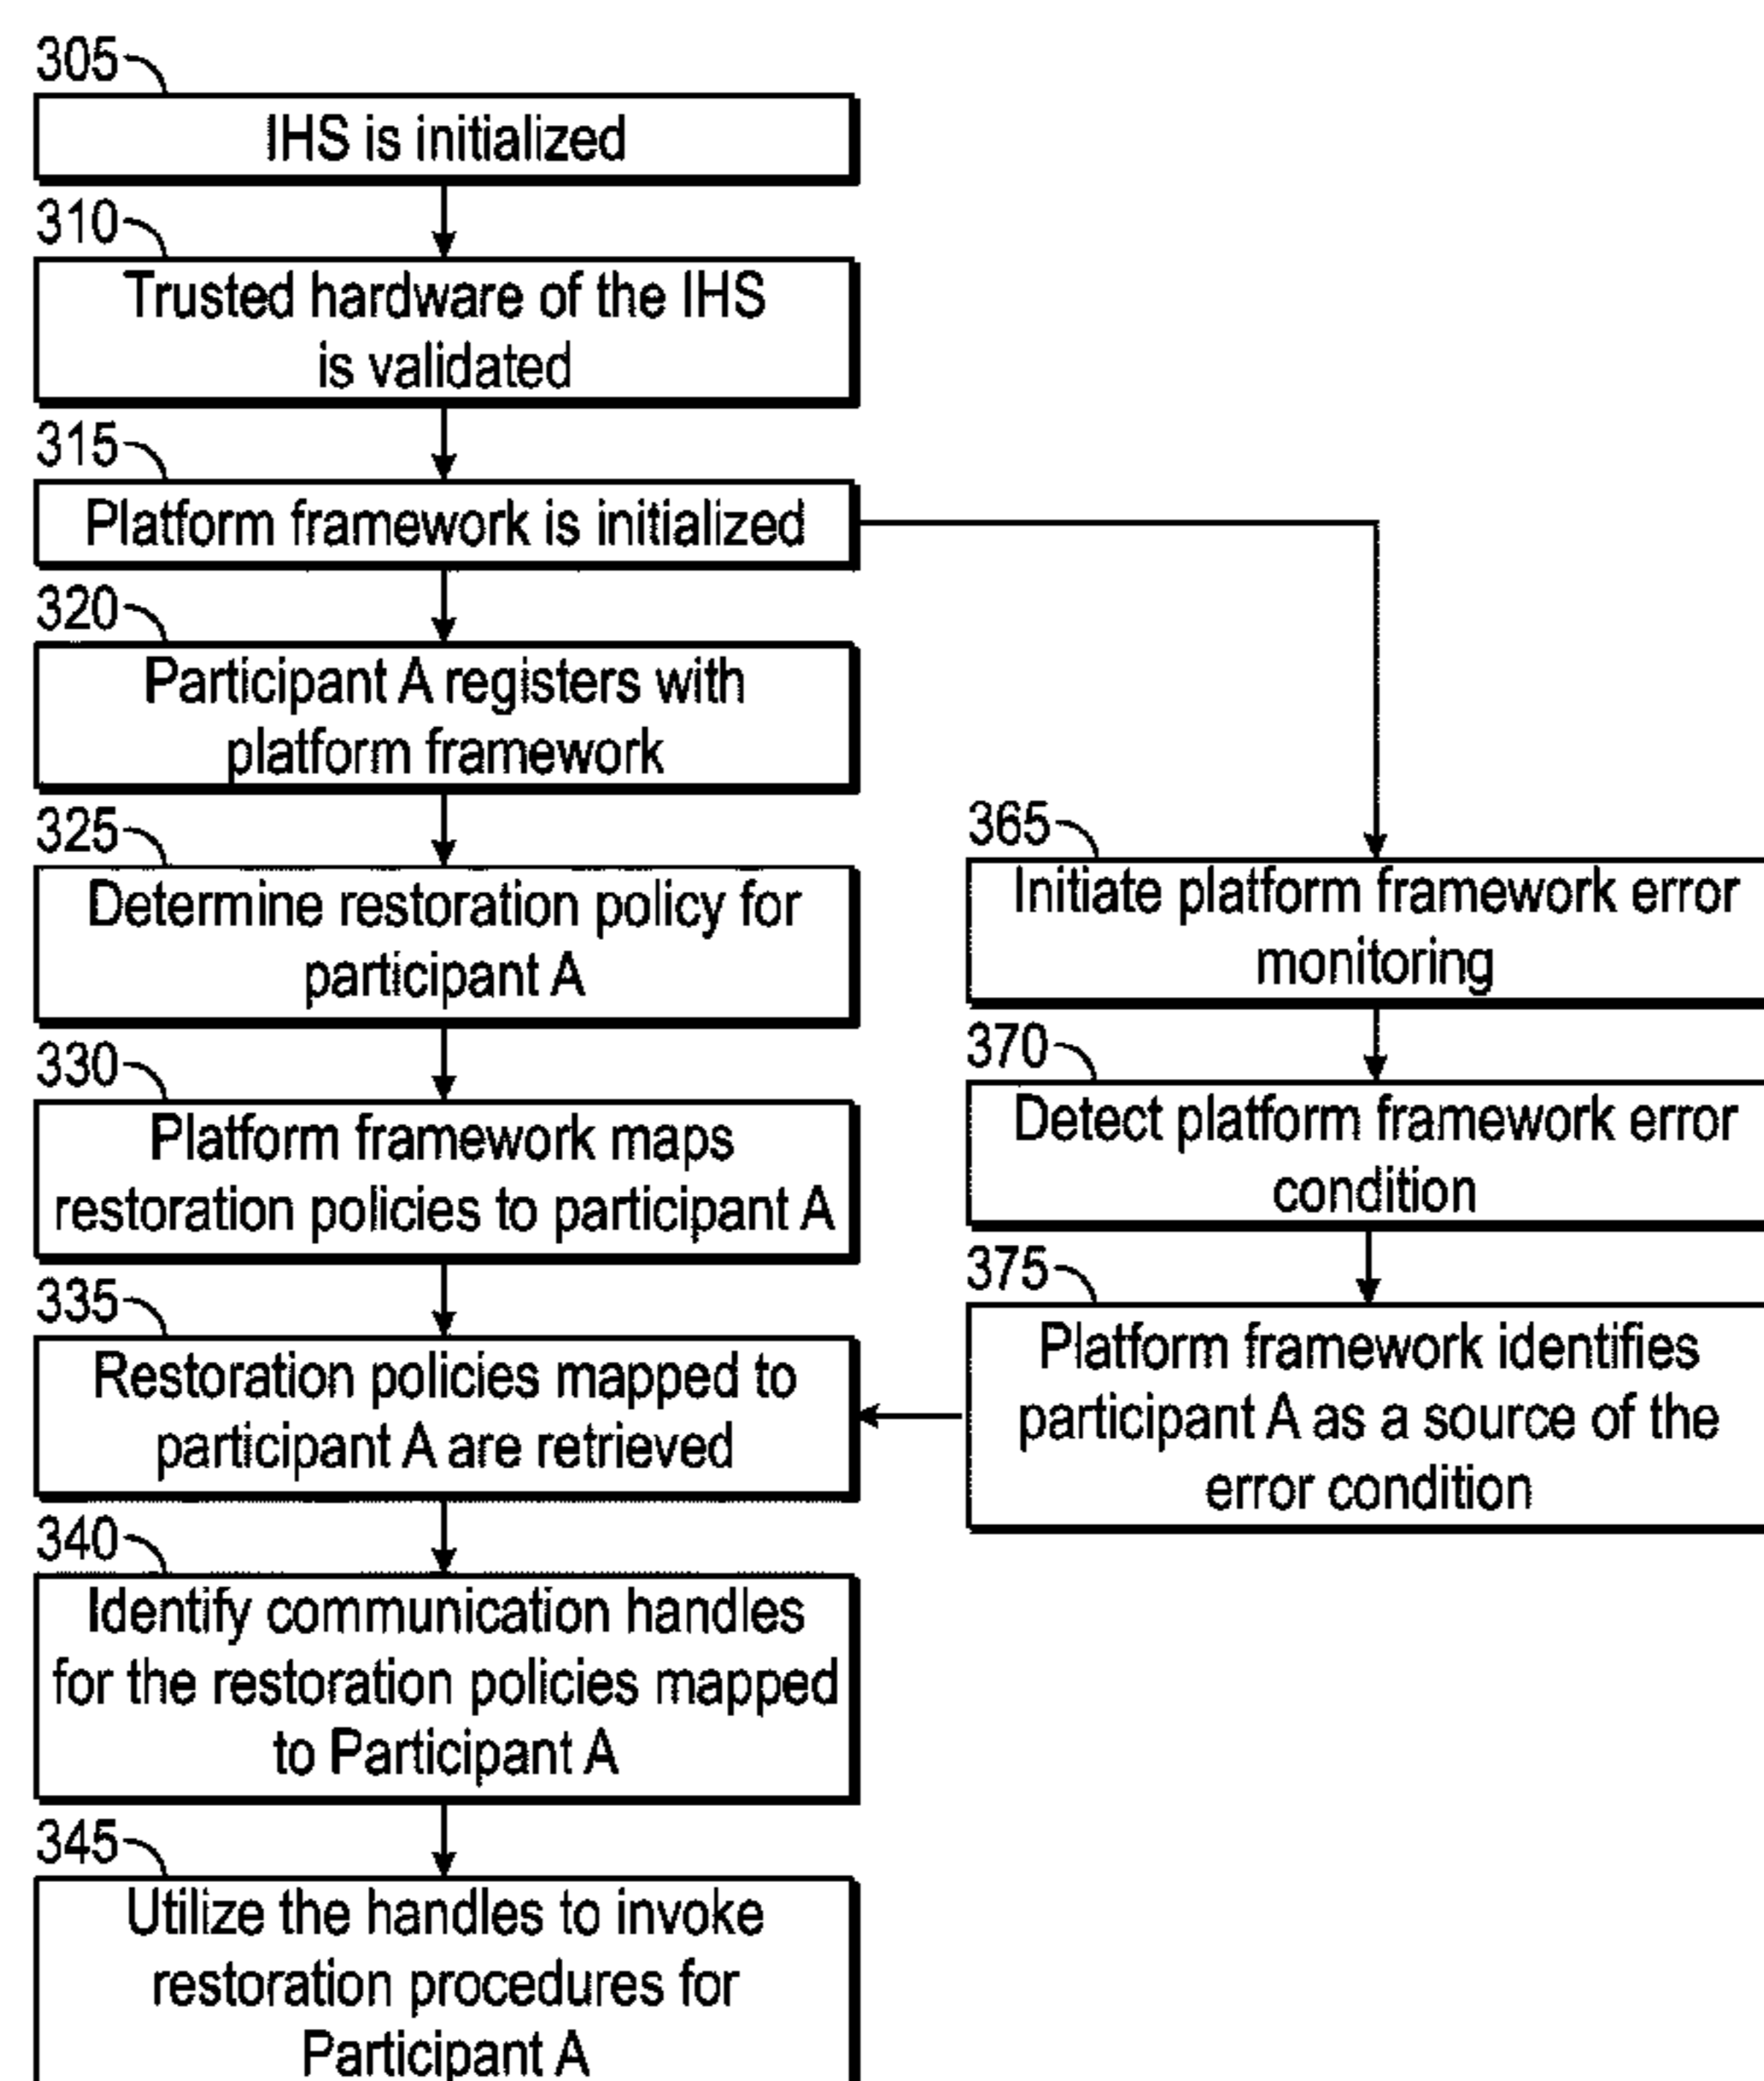 305
IHS is initialized
310
Trusted hardware of the IHS
is validated
315
Platform framework is initialized
320
Participant A registers with
platform framework
325
Determine restoration policy for
participant A
330
Platform framework maps
restoration policies to participant A
335
Restoration policies mapped to
participant A are retrieved
340
Identify communication handles
for the restoration policies mapped
to Participant A
345
Utilize the handles to invoke
restoration procedures for
Participant A
365
Initiate platform framework error
monitoring
370
Detect platform framework error
condition
375
Platform framework identifies
participant A as a source of the
error condition